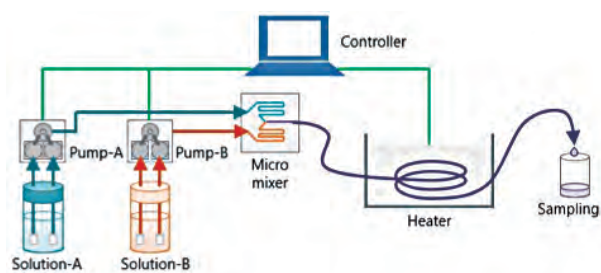 Controller
Pump-A
Pump-B
Micro
mixer
Heater
Sampling
Solution-A
Solution-B